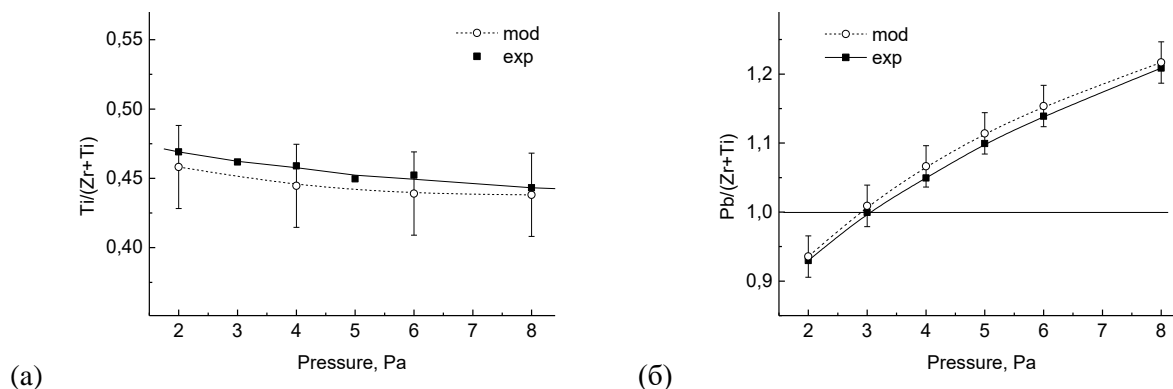 0,55
0,50
0,45
0,40
Ti/(Zr+Ti)
mod
exp
2 3 4 5 6 7 8
Pressure, Pa
(а)
1,2
1,1
1,0
0,9
Pb/(Zr+Ti)
mod
exp
2 3 4 5 6 7 8
Pressure, Pa
(б)